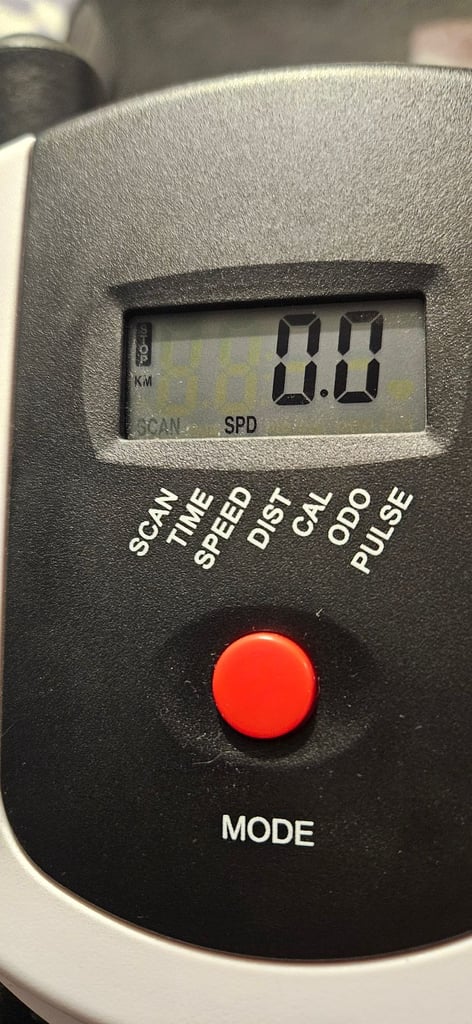 STOP
0.0
KM
SCAN SPD
SCAN TIME SPEED DIST CAL ODO PULSE
MODE